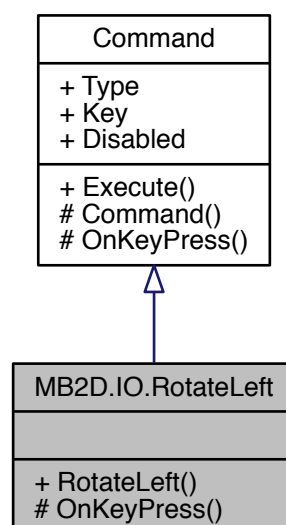 Command
+ Type
+ Key
+ Disabled
+ Execute()
# Command()
# OnKeyPress()
MB2D.IO.RotateLeft
+ RotateLeft()
# OnKeyPress()